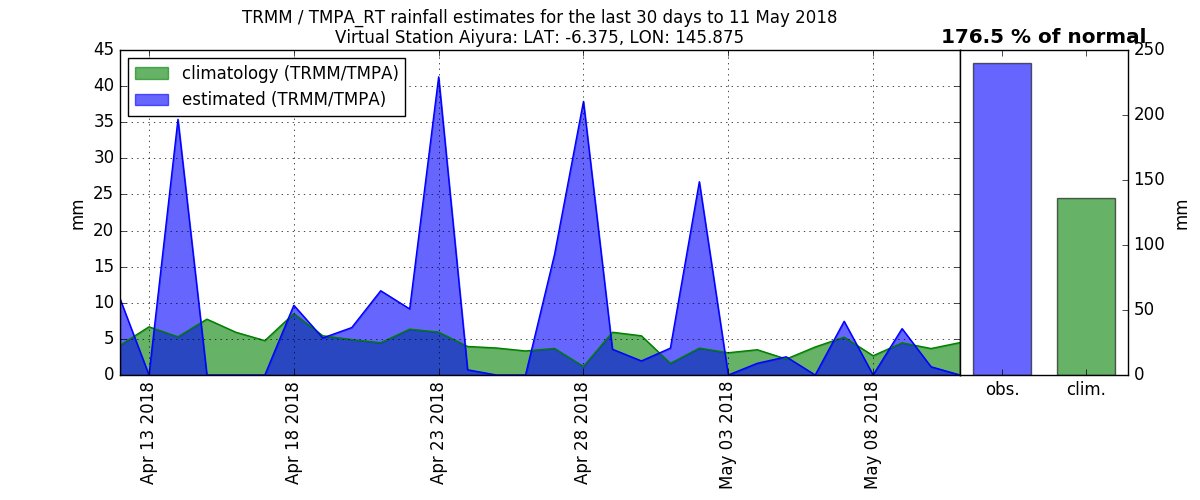 TRMM / TMPA_RT rainfall estimates for the last 30 days to 11 May 2018
Virtual Station Aiyura: LAT: -6.375, LON: 145.875
176.5 % of normal
climatology (TRMM/TMPA)
estimated (TRMM/TMPA)
mm
45
40
35
30
25
20
15
10
5
0
Apr 13 2018
Apr 18 2018
Apr 23 2018
Apr 28 2018
May 03 2018
May 08 2018
250
200
150
100
50
0
mm
obs.
clim.